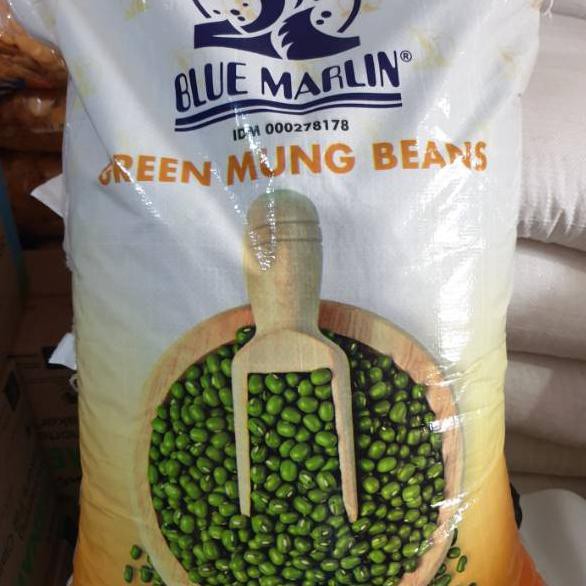 BLUE MARLIN®
IDM 000278178
GREEN MUNG BEANS